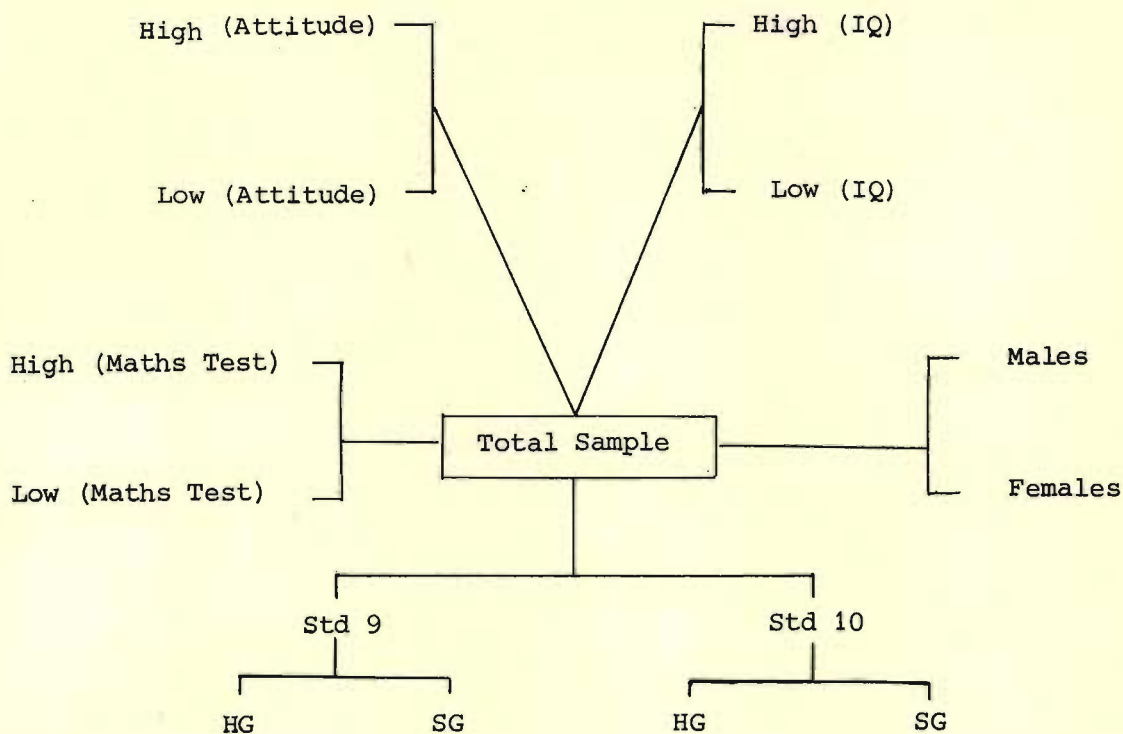 High (Attitude)
High (IQ)
Low (Attitude)
Low (IQ)
High (Maths Test)
Males
Total Sample
Low (Maths Test)
Females
Std 9
Std 10
HG
SG
HG
SG